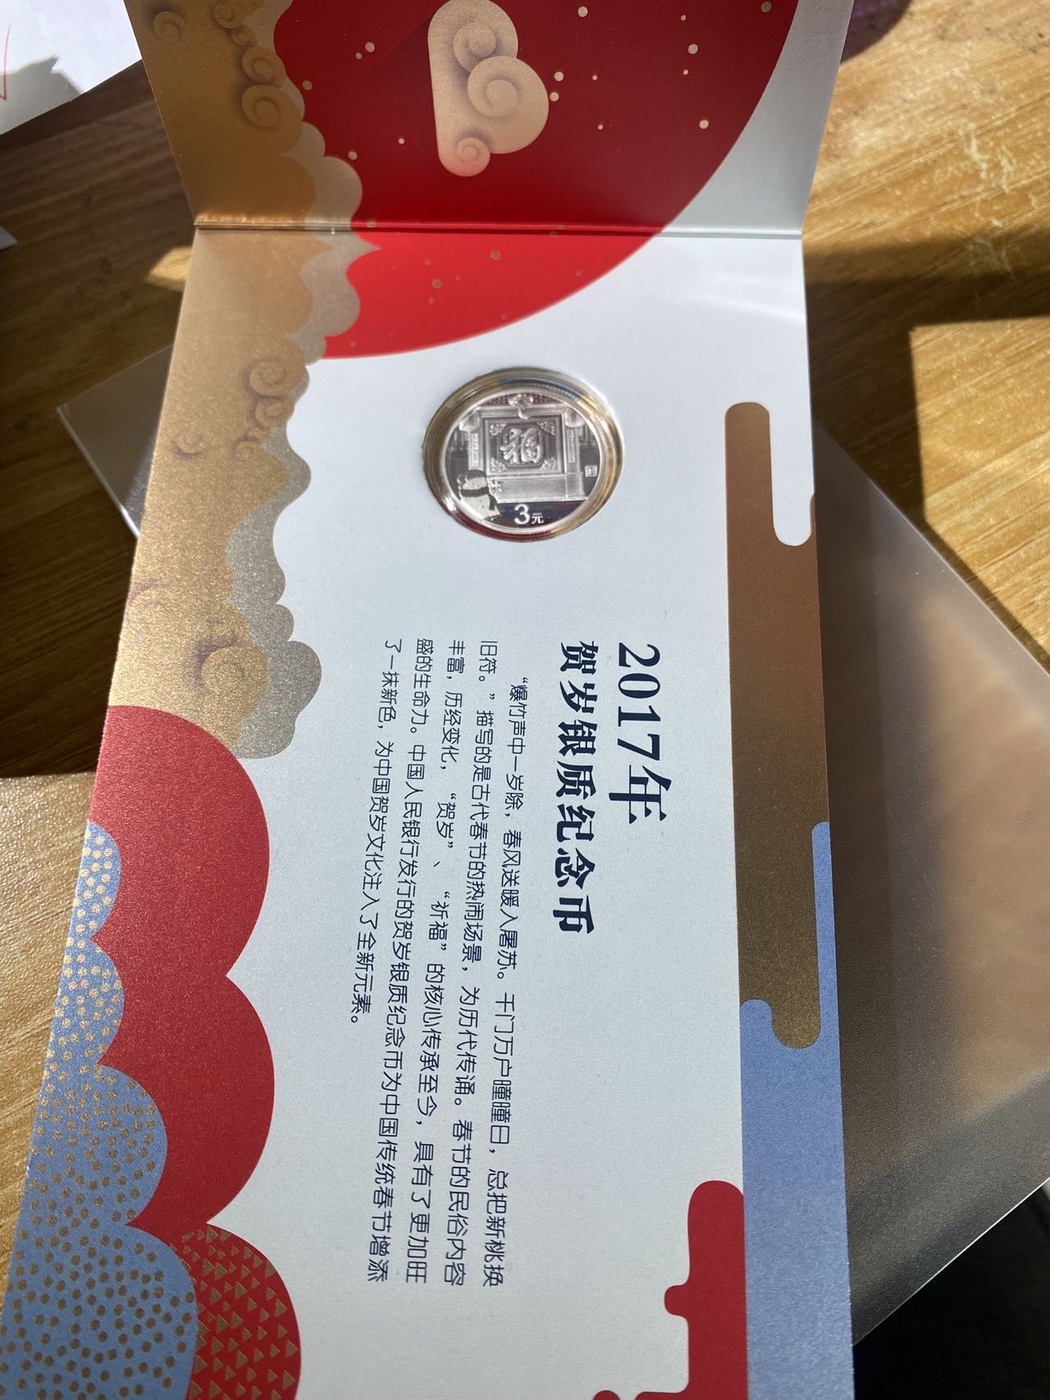 福
3元
2017年
贺岁银质纪念币
“爆竹声中一岁除，春风送暖入屠苏。千门万户瞳瞳日，总把新桃换
旧符。”描写的是古代春节的热闹场景，为历代传诵。春节的民俗内容
丰富，历经变化，“贺岁”、“祈福”的核心传承至今，具有了更加旺
盛的生命力。中国人民银行发行的贺岁银质纪念币为中国传统春节增添
了一抹新色，为中国贺岁文化注入了全新元素。